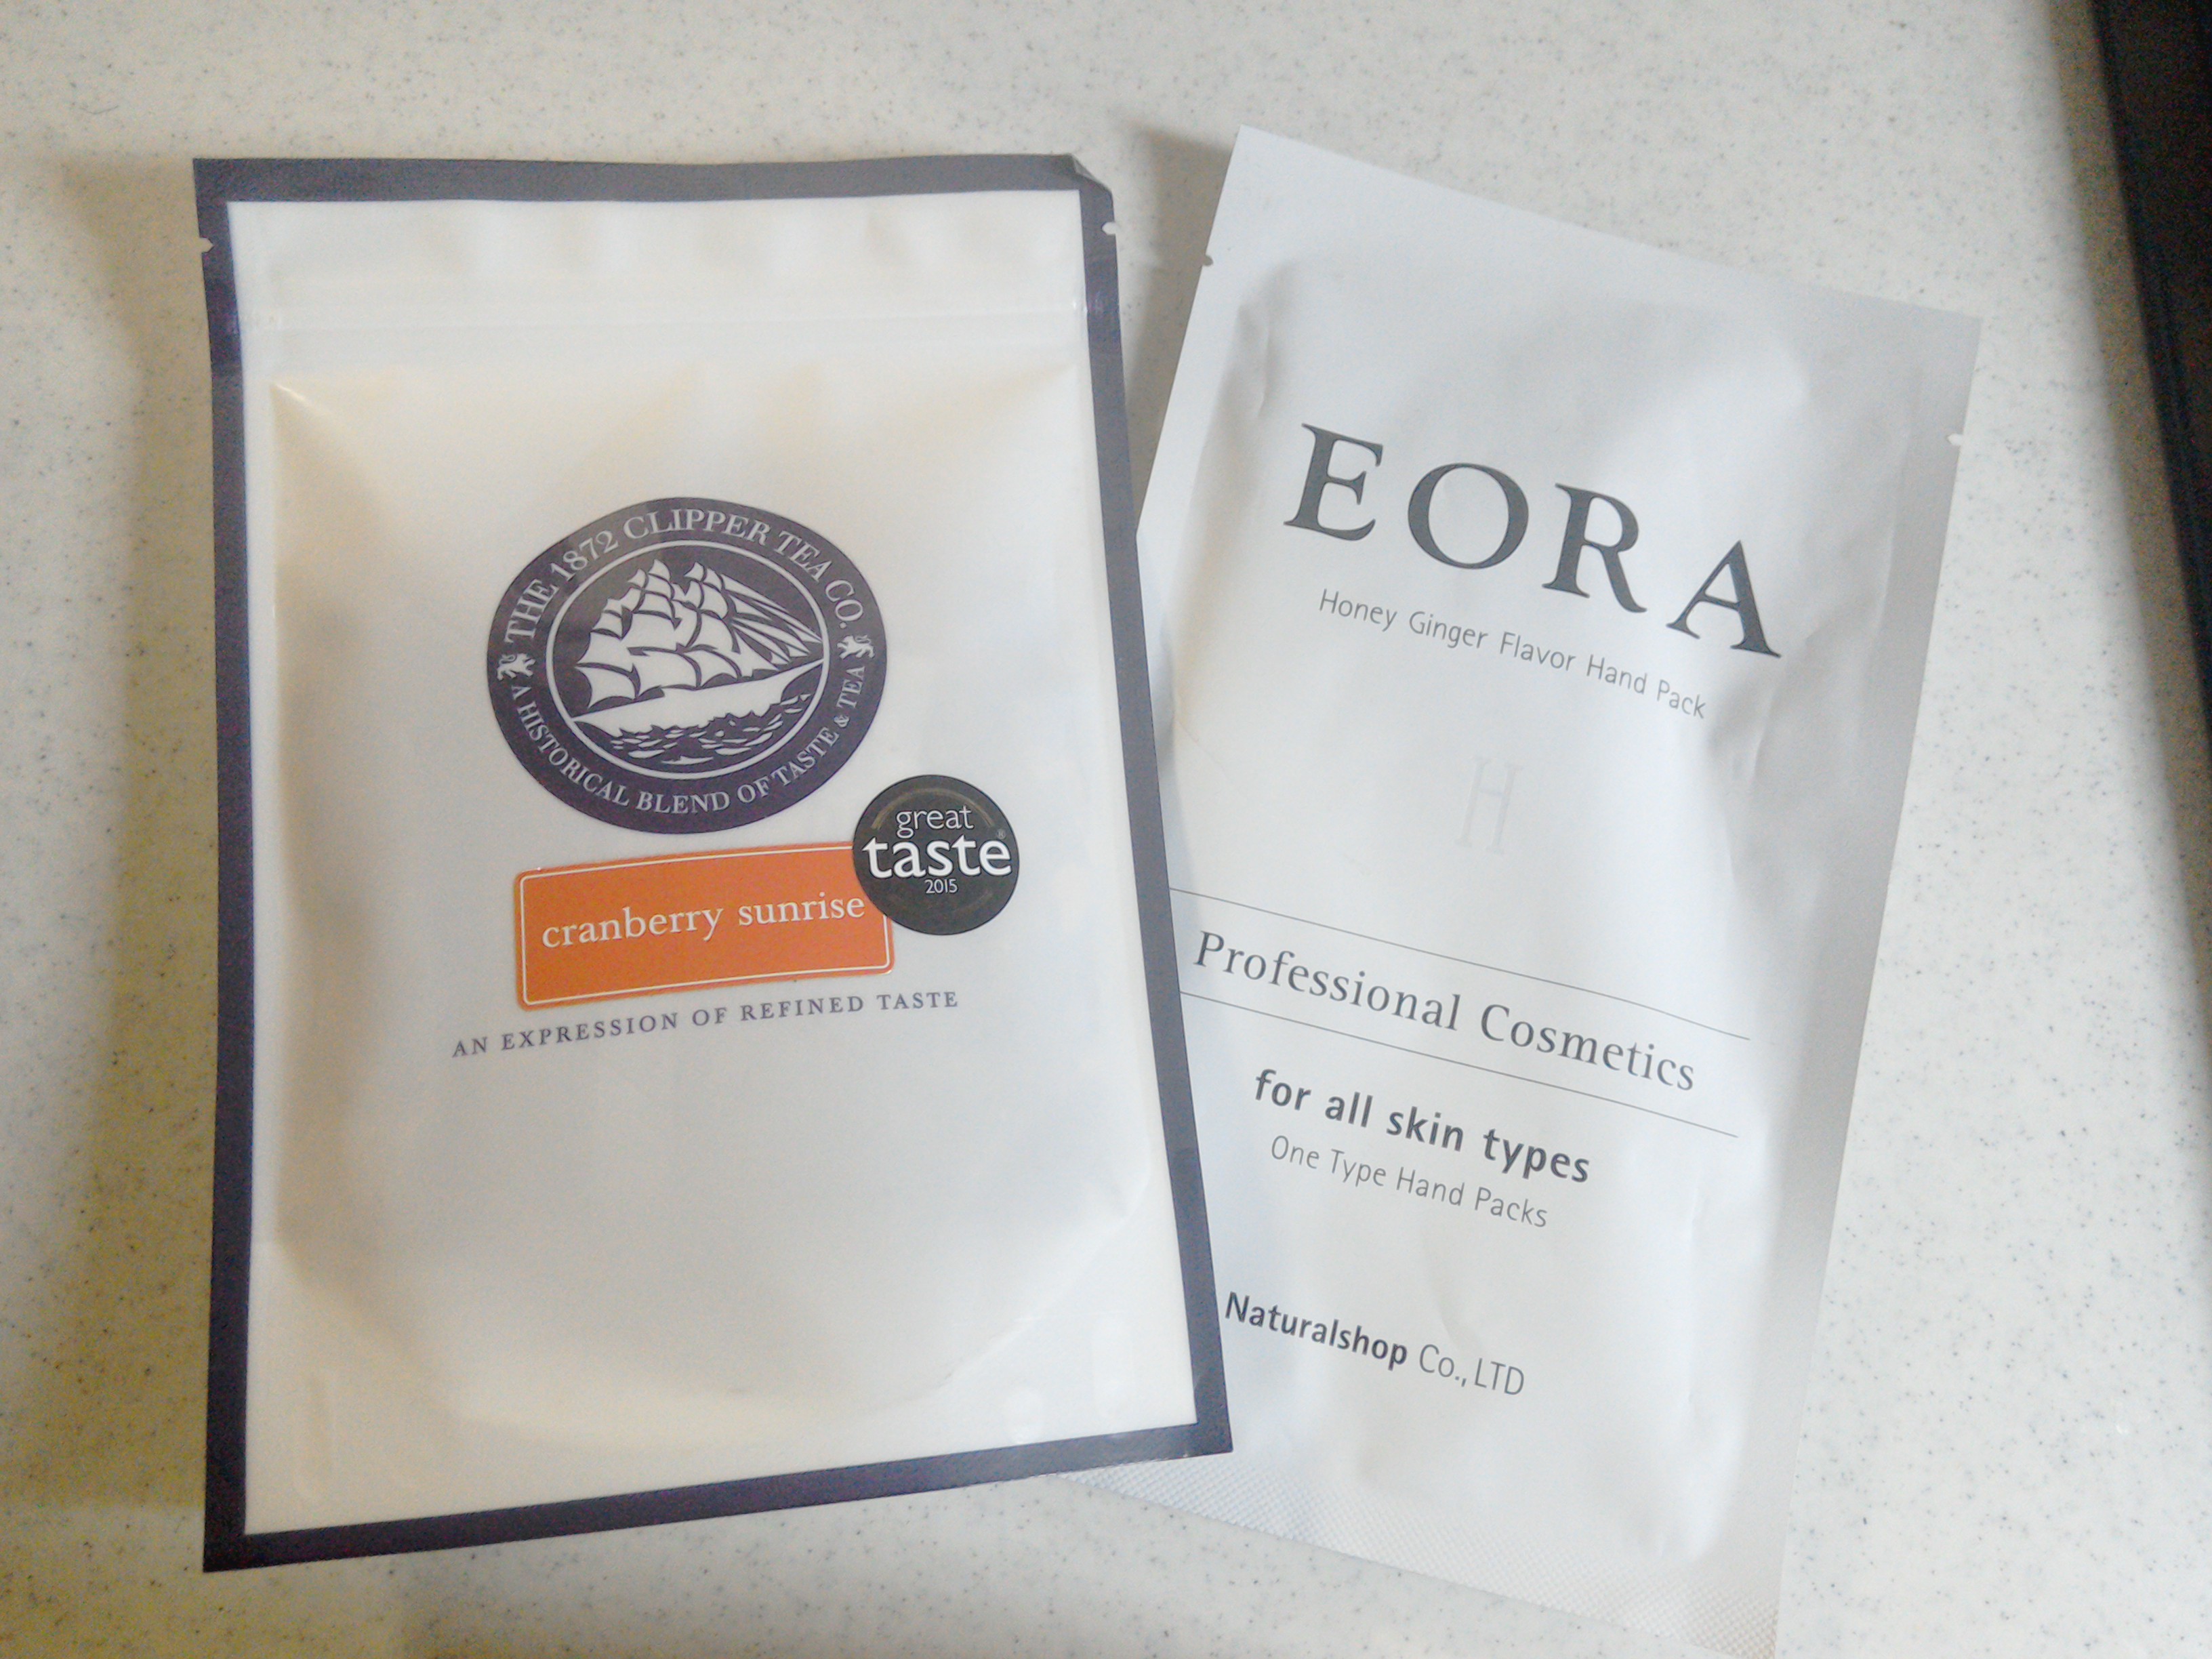 THE 1872 CLIPPER TEA CO.
A HISTORICAL BLEND OF TASTE & TEA
great
taste®
2015
cranberry sunrise
AN EXPRESSION OF REFINED TASTE
EORA
Honey Ginger Flavor Hand Pack
H
Professional Cosmetics
for all skin types
One Type Hand Packs
Naturalshop Co.,LTD